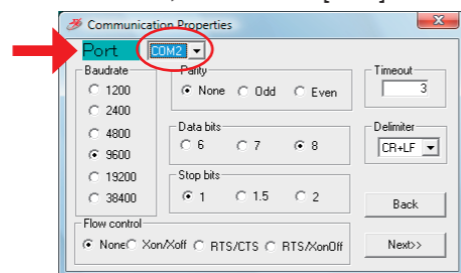 Communication Properties
Port COM2
Baudrate
1200
2400
4800
9600
19200
38400
Parity
None Odd Even
Data bits
6 7 8
Stop bits
1 1.5 2
Timeout
3
Delimiter
CR+LF
Flow control
None Xon/Xoff RTS/CTS RTS/XonOff
Back
Next>>